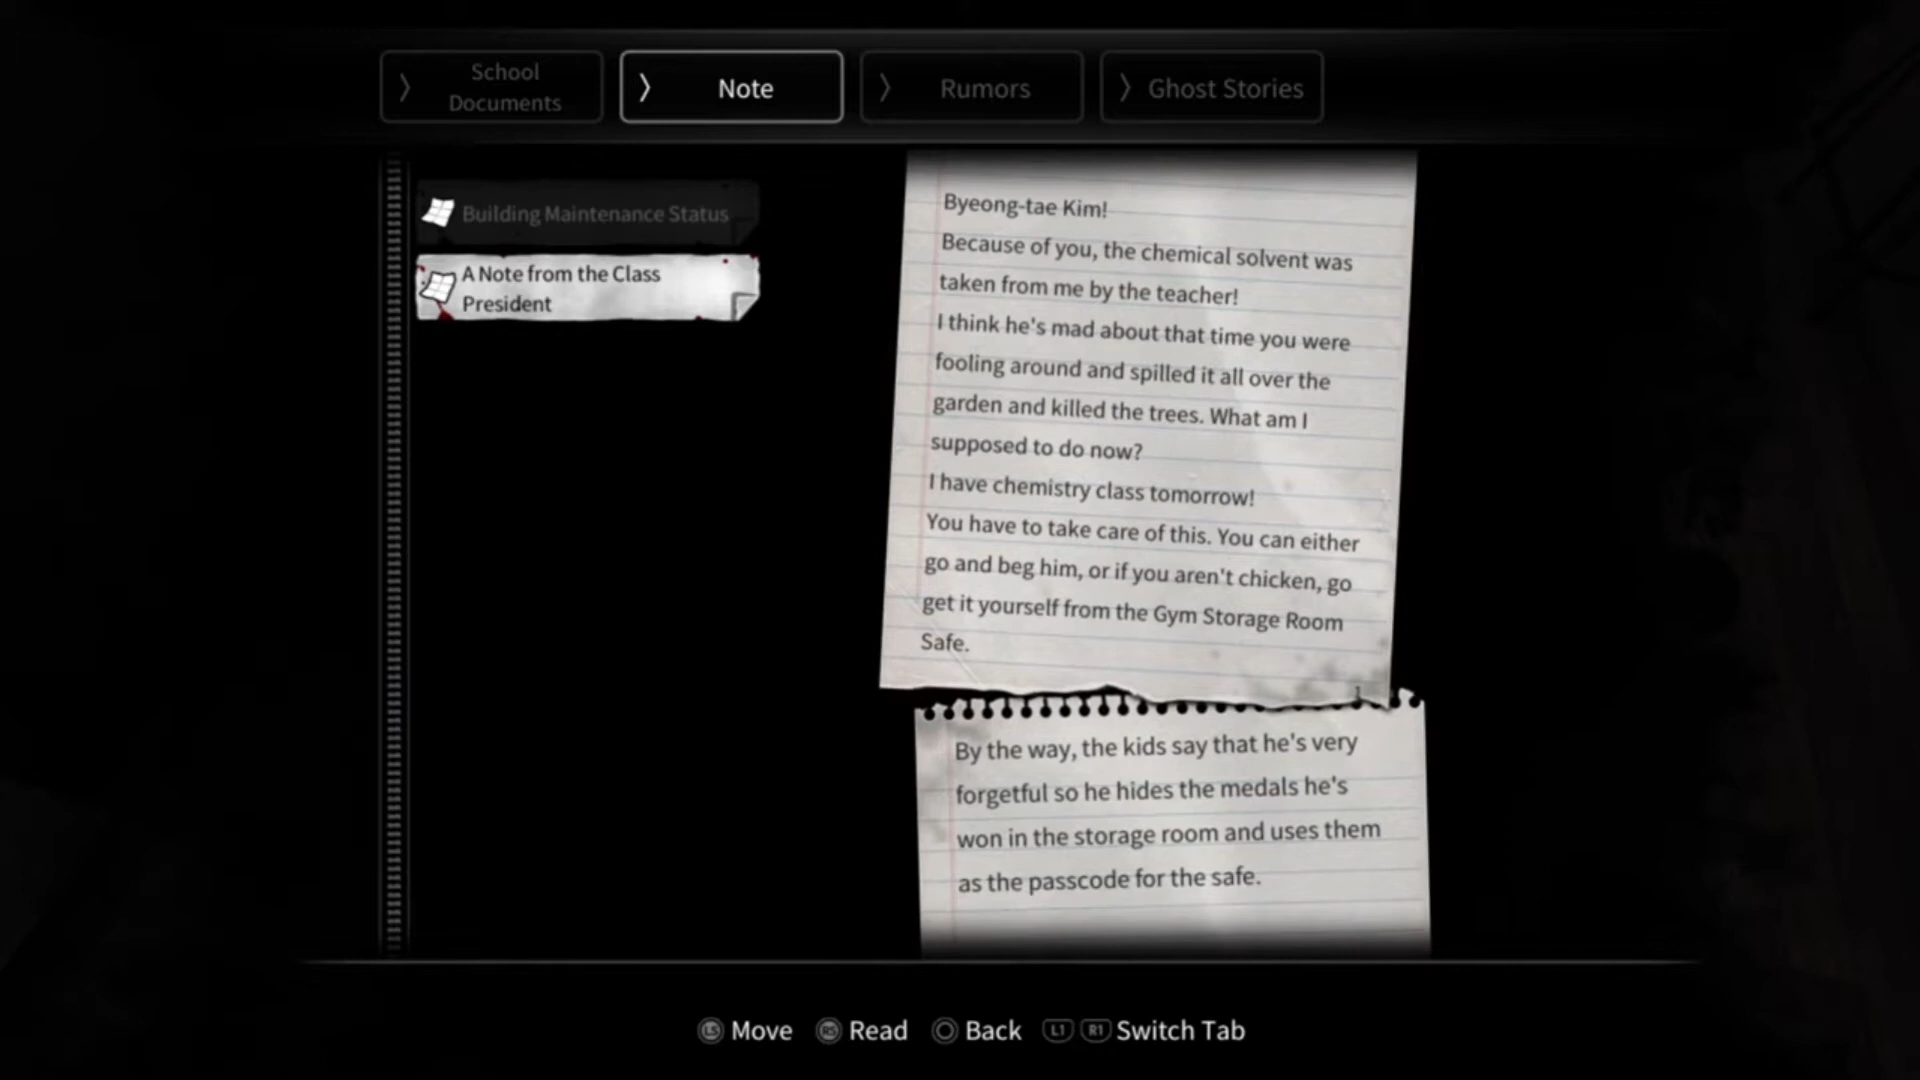 School
Documents
Note
Rumors
Ghost Stories
Building Maintenance Status
A Note from the Class
President
Byeong-tae Kim!
Because of you, the chemical solvent was
taken from me by the teacher!
I think he's mad about that time you were
fooling around and spilled it all over the
garden and killed the trees. What am I
supposed to do now?
I have chemistry class tomorrow!
You have to take care of this. You can either
go and beg him, or if you aren't chicken, go
get it yourself from the Gym Storage Room
Safe.
By the way, the kids say that he's very
forgetful so he hides the medals he's
won in the storage room and uses them
as the passcode for the safe.
LS Move RS Read Back L1 R1 Switch Tab